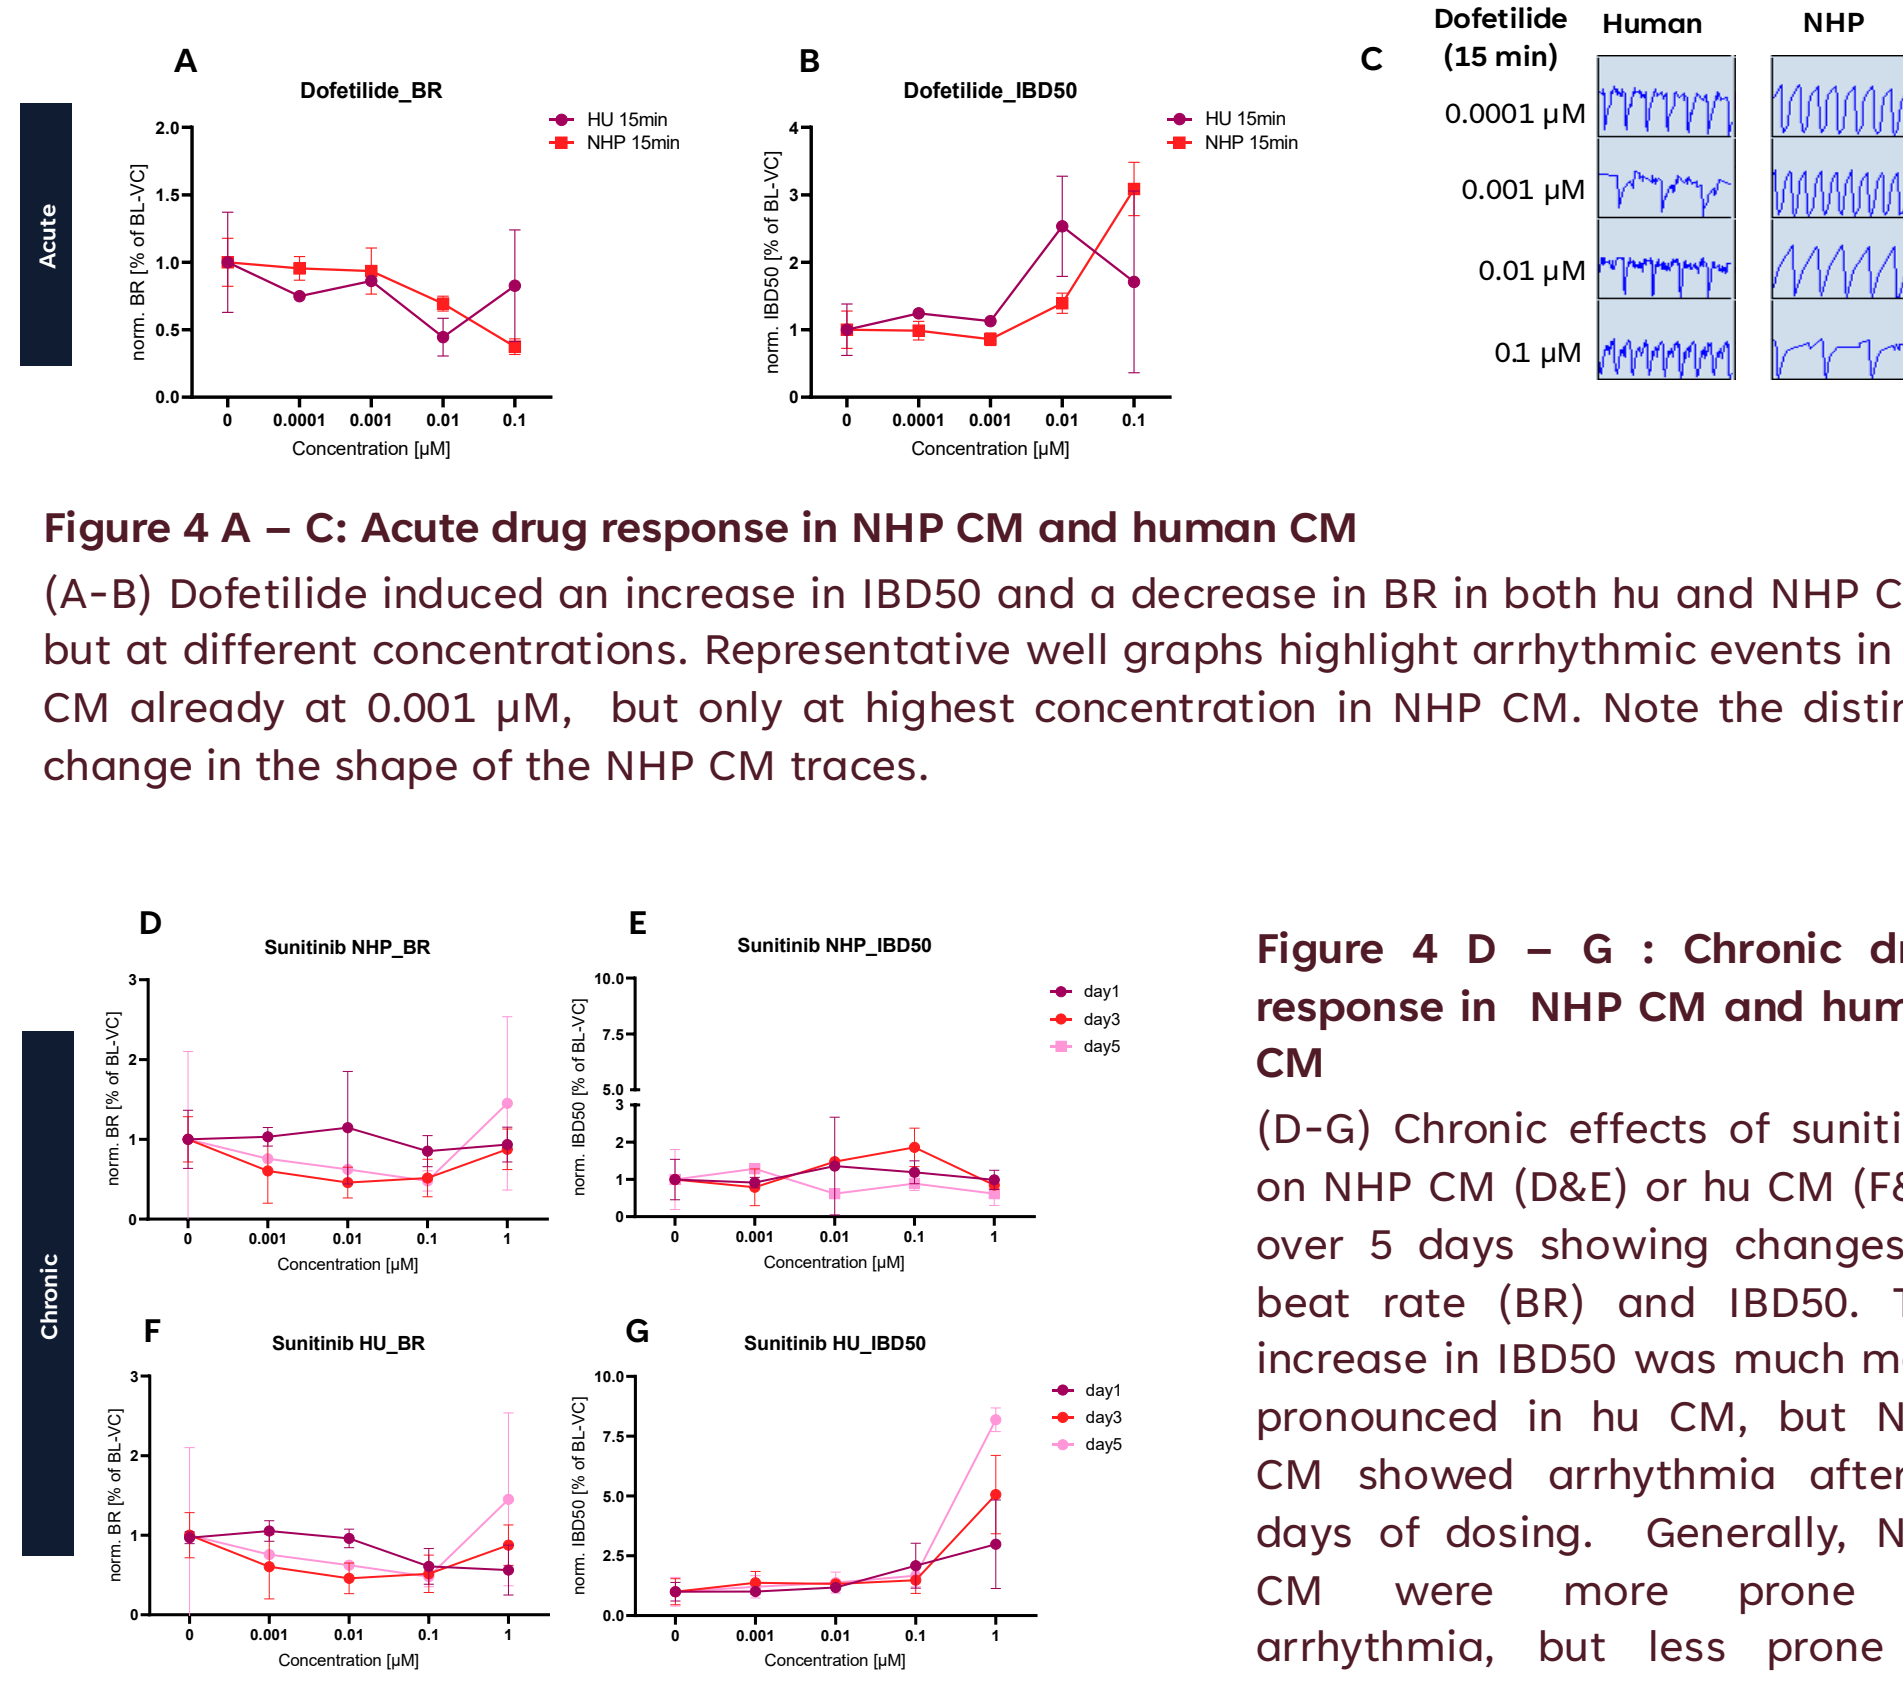 Acute
A
Dofetilide_BR
norm. BR [% of BL-VC]
2.0
1.5
1.0
0.5
0.0
0 0.0001 0.001 0.01 0.1
Concentration [µM]
HU 15min
NHP 15min
B
Dofetilide_IBD50
norm. IBD50 [% of BL-VC]
4
3
2
1
0
0 0.0001 0.001 0.01 0.1
Concentration [µM]
HU 15min
NHP 15min
C
Dofetilide
(15 min)
Human NHP
0.0001 µM
0.001 µM
0.01 µM
0.1 µM
Figure 4 A – C: Acute drug response in NHP CM and human CM
(A-B) Dofetilide induced an increase in IBD50 and a decrease in BR in both hu and NHP C
but at different concentrations. Representative well graphs highlight arrhythmic events in
CM already at 0.001 µM, but only at highest concentration in NHP CM. Note the distin
change in the shape of the NHP CM traces.
Chronic
D
Sunitinib NHP_BR
norm. BR [% of BL-VC]
3
2
1
0
0 0.001 0.01 0.1 1
Concentration [µM]
E
Sunitinib NHP_IBD50
norm. IBD50 [% of BL-VC]
10.0
7.5
5.0
3
2
1
0
0 0.001 0.01 0.1 1
Concentration [µM]
day1
day3
day5
F
Sunitinib HU_BR
norm. BR [% of BL-VC]
3
2
1
0
0 0.001 0.01 0.1 1
Concentration [µM]
G
Sunitinib HU_IBD50
norm. IBD50 [% of BL-VC]
10.0
7.5
5.0
2.5
0.0
0 0.001 0.01 0.1 1
Concentration [µM]
day1
day3
day5
Figure 4 D – G : Chronic dr
response in NHP CM and hum
CM
(D-G) Chronic effects of suniti
on NHP CM (D&E) or hu CM (F&
over 5 days showing changes
beat rate (BR) and IBD50. T
increase in IBD50 was much mo
pronounced in hu CM, but N
CM showed arrhythmia after
days of dosing. Generally, N
CM were more prone
arrhythmia, but less prone